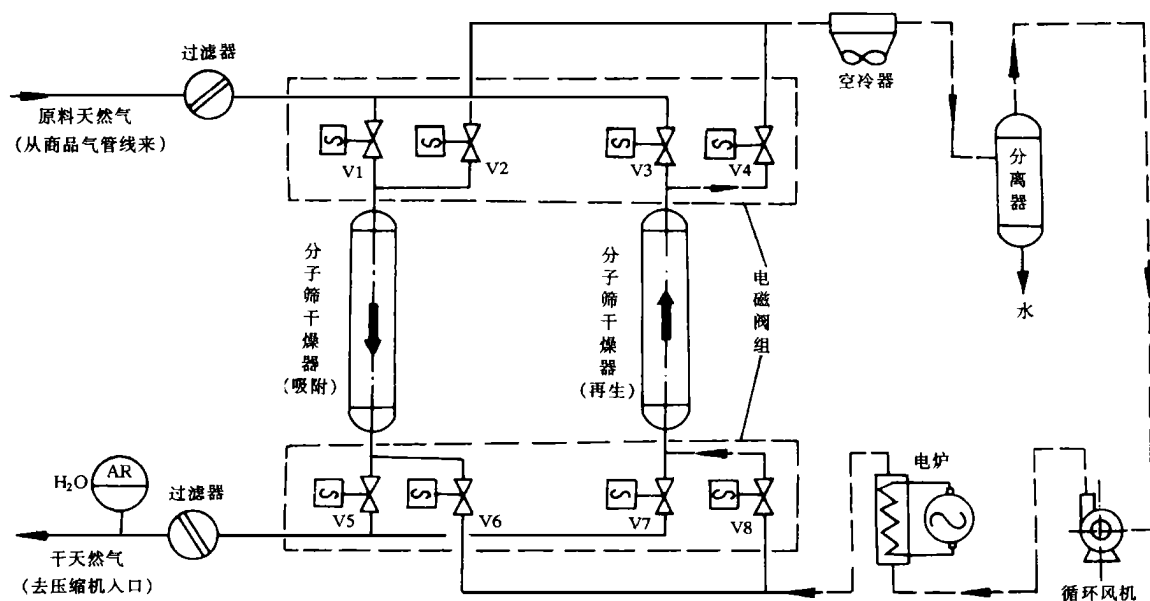 过滤器
原料天然气
(从商品气管线来)
S
V1
S
V2
S
V3
S
V4
空冷器
分离器
水
分子筛干燥器
(吸附)
分子筛干燥器
(再生)
电磁阀组
H₂O
AR
过滤器
干天然气
(去压缩机入口)
S
V5
S
V6
S
V7
S
V8
电炉
循环风机